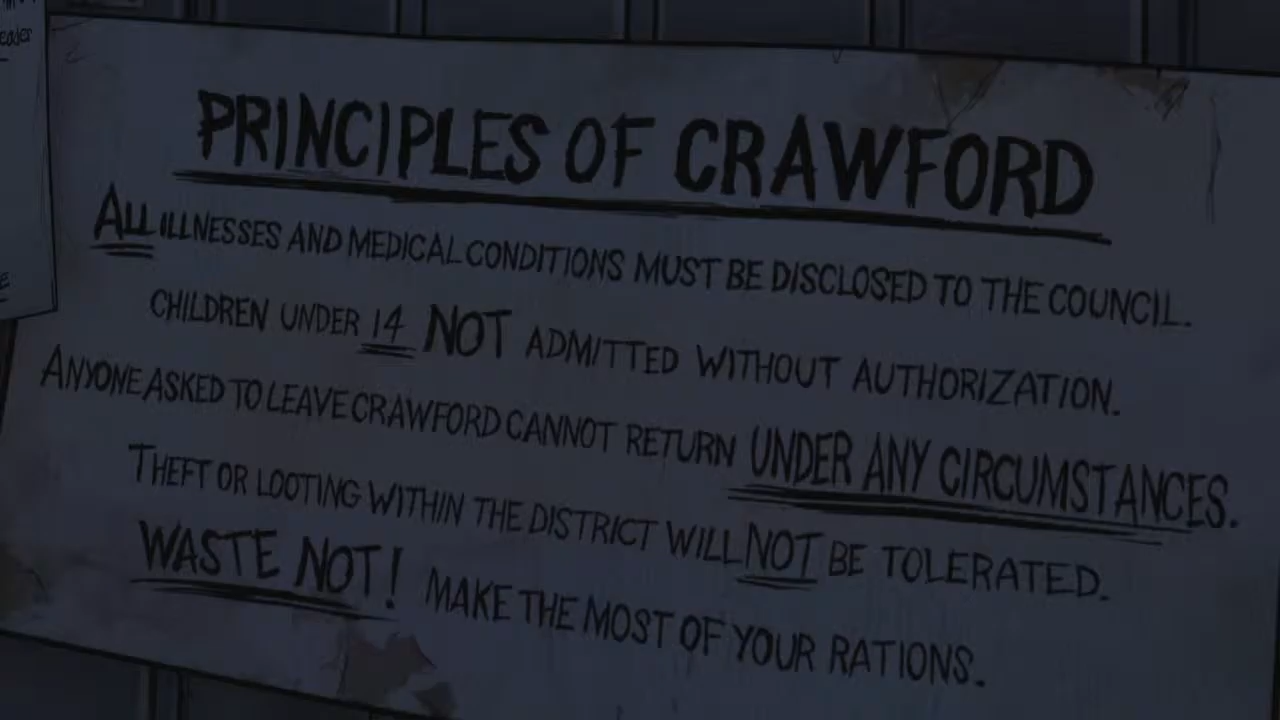 eader
PRINCIPLES OF CRAWFORD
ALL ILLNESSES AND MEDICAL CONDITIONS MUST BE DISCLOSED TO THE COUNCIL.
CHILDREN UNDER 14 NOT ADMITTED WITHOUT AUTHORIZATION.
ANYONE ASKED TO LEAVE CRAWFORD CANNOT RETURN UNDER ANY CIRCUMSTANCES.
THEFT OR LOOTING WITHIN THE DISTRICT WILL NOT BE TOLERATED.
WASTE NOT! MAKE THE MOST OF YOUR RATIONS.